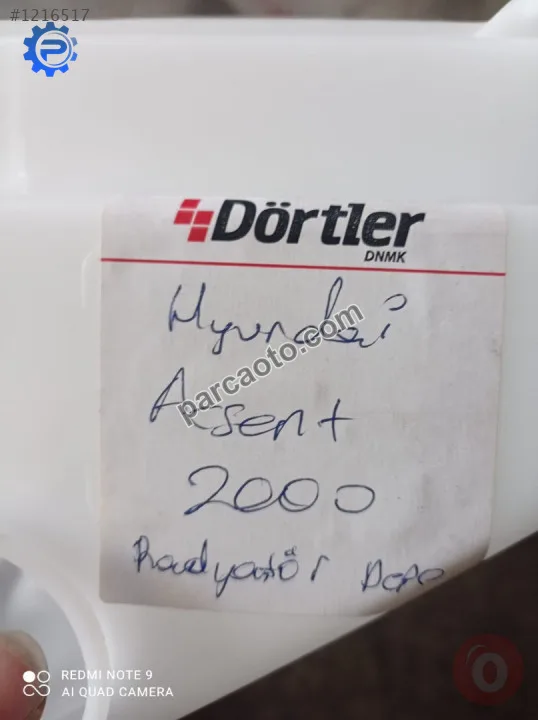 #1216517
Dörtler
DNMK
Hyundai
parcaoto.com
Acsent
2000
Radyatör Depo
REDMI NOTE 9
AI QUAD CAMERA